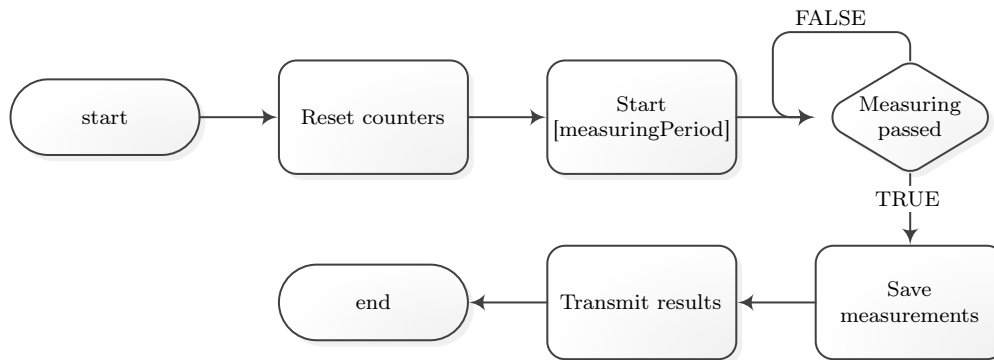 FALSE
start
Reset counters
Start
[measuringPeriod]
Measuring
passed
TRUE
end
Transmit results
Save
measurements